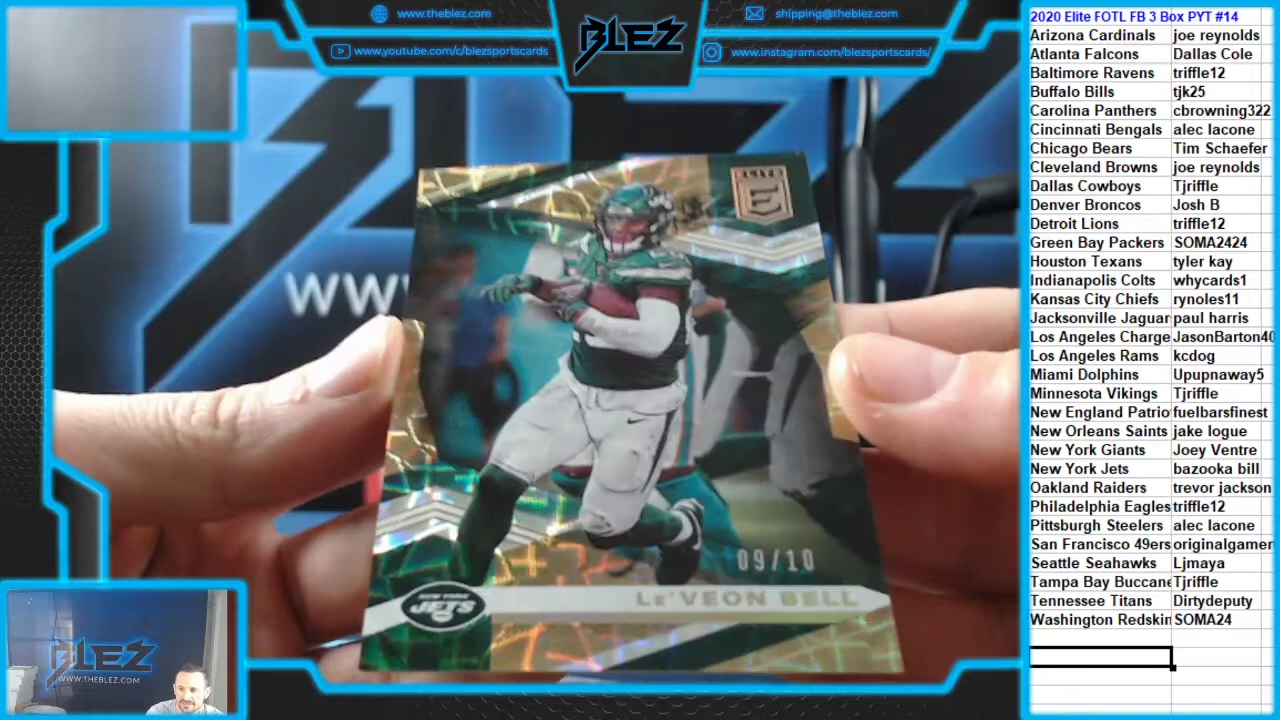 www.theblez.com
shipping@theblez.com
www.youtube.com/c/blezsportscards
BLEZ
www.instagram.com/blezsportscards/
ELITE
E
WWW
09/10
NEW YORK
JETS
LE'VEON BELL
BLEZ
WWW.THEBLEZ.COM
2020 Elite FOTL FB 3 Box PYT #14
Arizona Cardinals joe reynolds
Atlanta Falcons Dallas Cole
Baltimore Ravens triffle12
Buffalo Bills tjk25
Carolina Panthers cbrowning322
Cincinnati Bengals alec Iacone
Chicago Bears Tim Schaefer
Cleveland Browns joe reynolds
Dallas Cowboys Tjriffle
Denver Broncos Josh B
Detroit Lions triffle12
Green Bay Packers SOMA2424
Houston Texans tyler kay
Indianapolis Colts whycards1
Kansas City Chiefs rynoles11
Jacksonville Jaguar paul harris
Los Angeles Charge JasonBarton40
Los Angeles Rams kcdog
Miami Dolphins Upupnaway5
Minnesota Vikings Tjriffle
New England Patrio fuelbarsfinest
New Orleans Saints jake logue
New York Giants Joey Ventre
New York Jets bazooka bill
Oakland Raiders trevor jackson
Philadelphia Eagles triffle12
Pittsburgh Steelers alec Iacone
San Francisco 49ers originalgamer
Seattle Seahawks Ljmaya
Tampa Bay Buccane Tjriffle
Tennessee Titans Dirtydeputy
Washington Redskin SOMA24